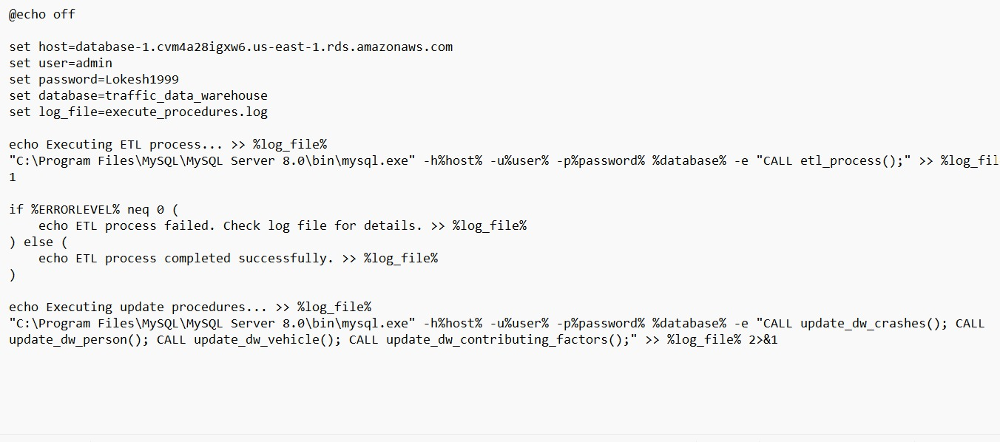 @echo off
set host=database-1.cvm4a28igxw6.us-east-1.rds.amazonaws.com
set user=admin
set password=Lokesh1999
set database=traffic_data_warehouse
set log_file=execute_procedures.log
echo Executing ETL process... >> %log_file%
"C:\Program Files\MySQL\MySQL Server 8.0\bin\mysql.exe" -h%host% -u%user% -p%password% %database% -e "CALL etl_process();" >> %log_fil
1
if %ERRORLEVEL% neq 0 (
    echo ETL process failed. Check log file for details. >> %log_file%
) else (
    echo ETL process completed successfully. >> %log_file%
)
echo Executing update procedures... >> %log_file%
"C:\Program Files\MySQL\MySQL Server 8.0\bin\mysql.exe" -h%host% -u%user% -p%password% %database% -e "CALL update_dw_crashes(); CALL
update_dw_person(); CALL update_dw_vehicle(); CALL update_dw_contributing_factors();" >> %log_file% 2>&1